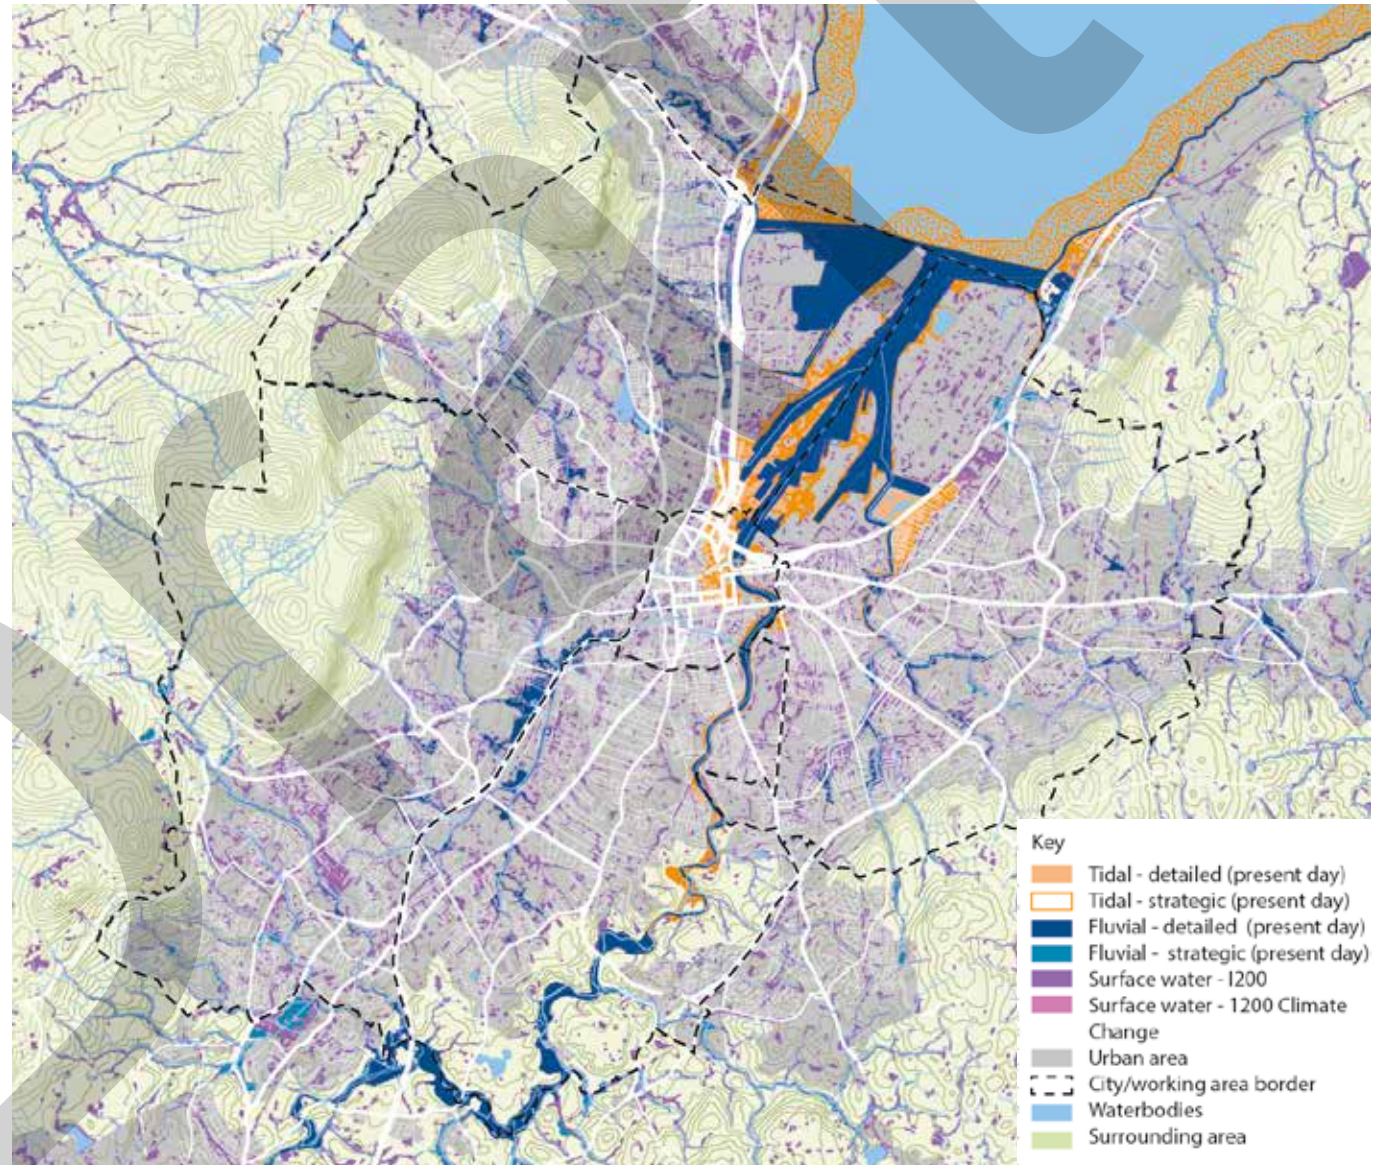 Key
Tidal - detailed (present day)
Tidal - strategic (present day)
Fluvial - detailed (present day)
Fluvial - strategic (present day)
Surface water - 1200
Surface water - 1200 Climate
Change
Urban area
City/working area border
Waterbodies
Surrounding area